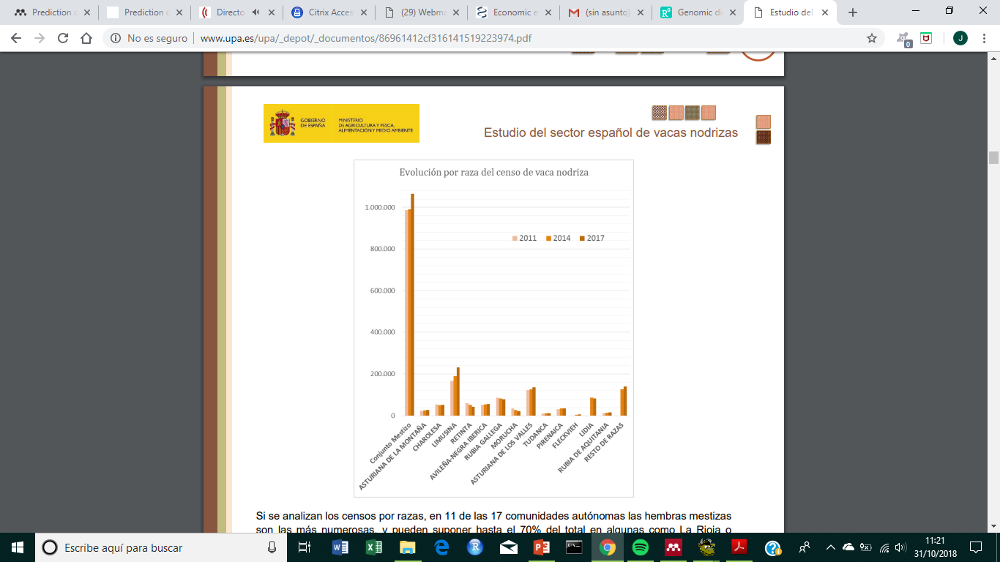 Prediction c
Prediction c
Directo
Citrix Acces
(29) Webma
Economic e
(sin asunto)
Genomic di
Estudio del
No es seguro
www.upa.es/upa/_depot/_documentos/86961412cf316141519223974.pdf
0
J
GOBIERNO
DE ESPAÑA
MINISTERIO
DE AGRICULTURA Y PESCA,
ALIMENTACIÓN Y MEDIO AMBIENTE
Estudio del sector español de vacas nodrizas
Evolución por raza del censo de vaca nodriza
1.000.000
2011 2014 2017
800.000
600.000
400.000
200.000
0
Conjunto Mestizo
ASTURIANA DE LA MONTAÑA
CHAROLESA
LIMUSINA
RETINTA
AVILEÑA-NEGRA IBERICA
RUBIA GALLEGA
MORUCHA
ASTURIANA DE LOS VALLES
TUDANCA
PIRENAICA
FLECKVIEH
LIDIA
RUBIA DE AQUITANIA
RESTO DE RAZAS
Si se analizan los censos por razas, en 11 de las 17 comunidades autónomas las hembras mestizas
son las más numerosas, y pueden suponer hasta el 70% del total en algunas como La Rioja o
Escribe aquí para buscar
11:21
31/10/2018